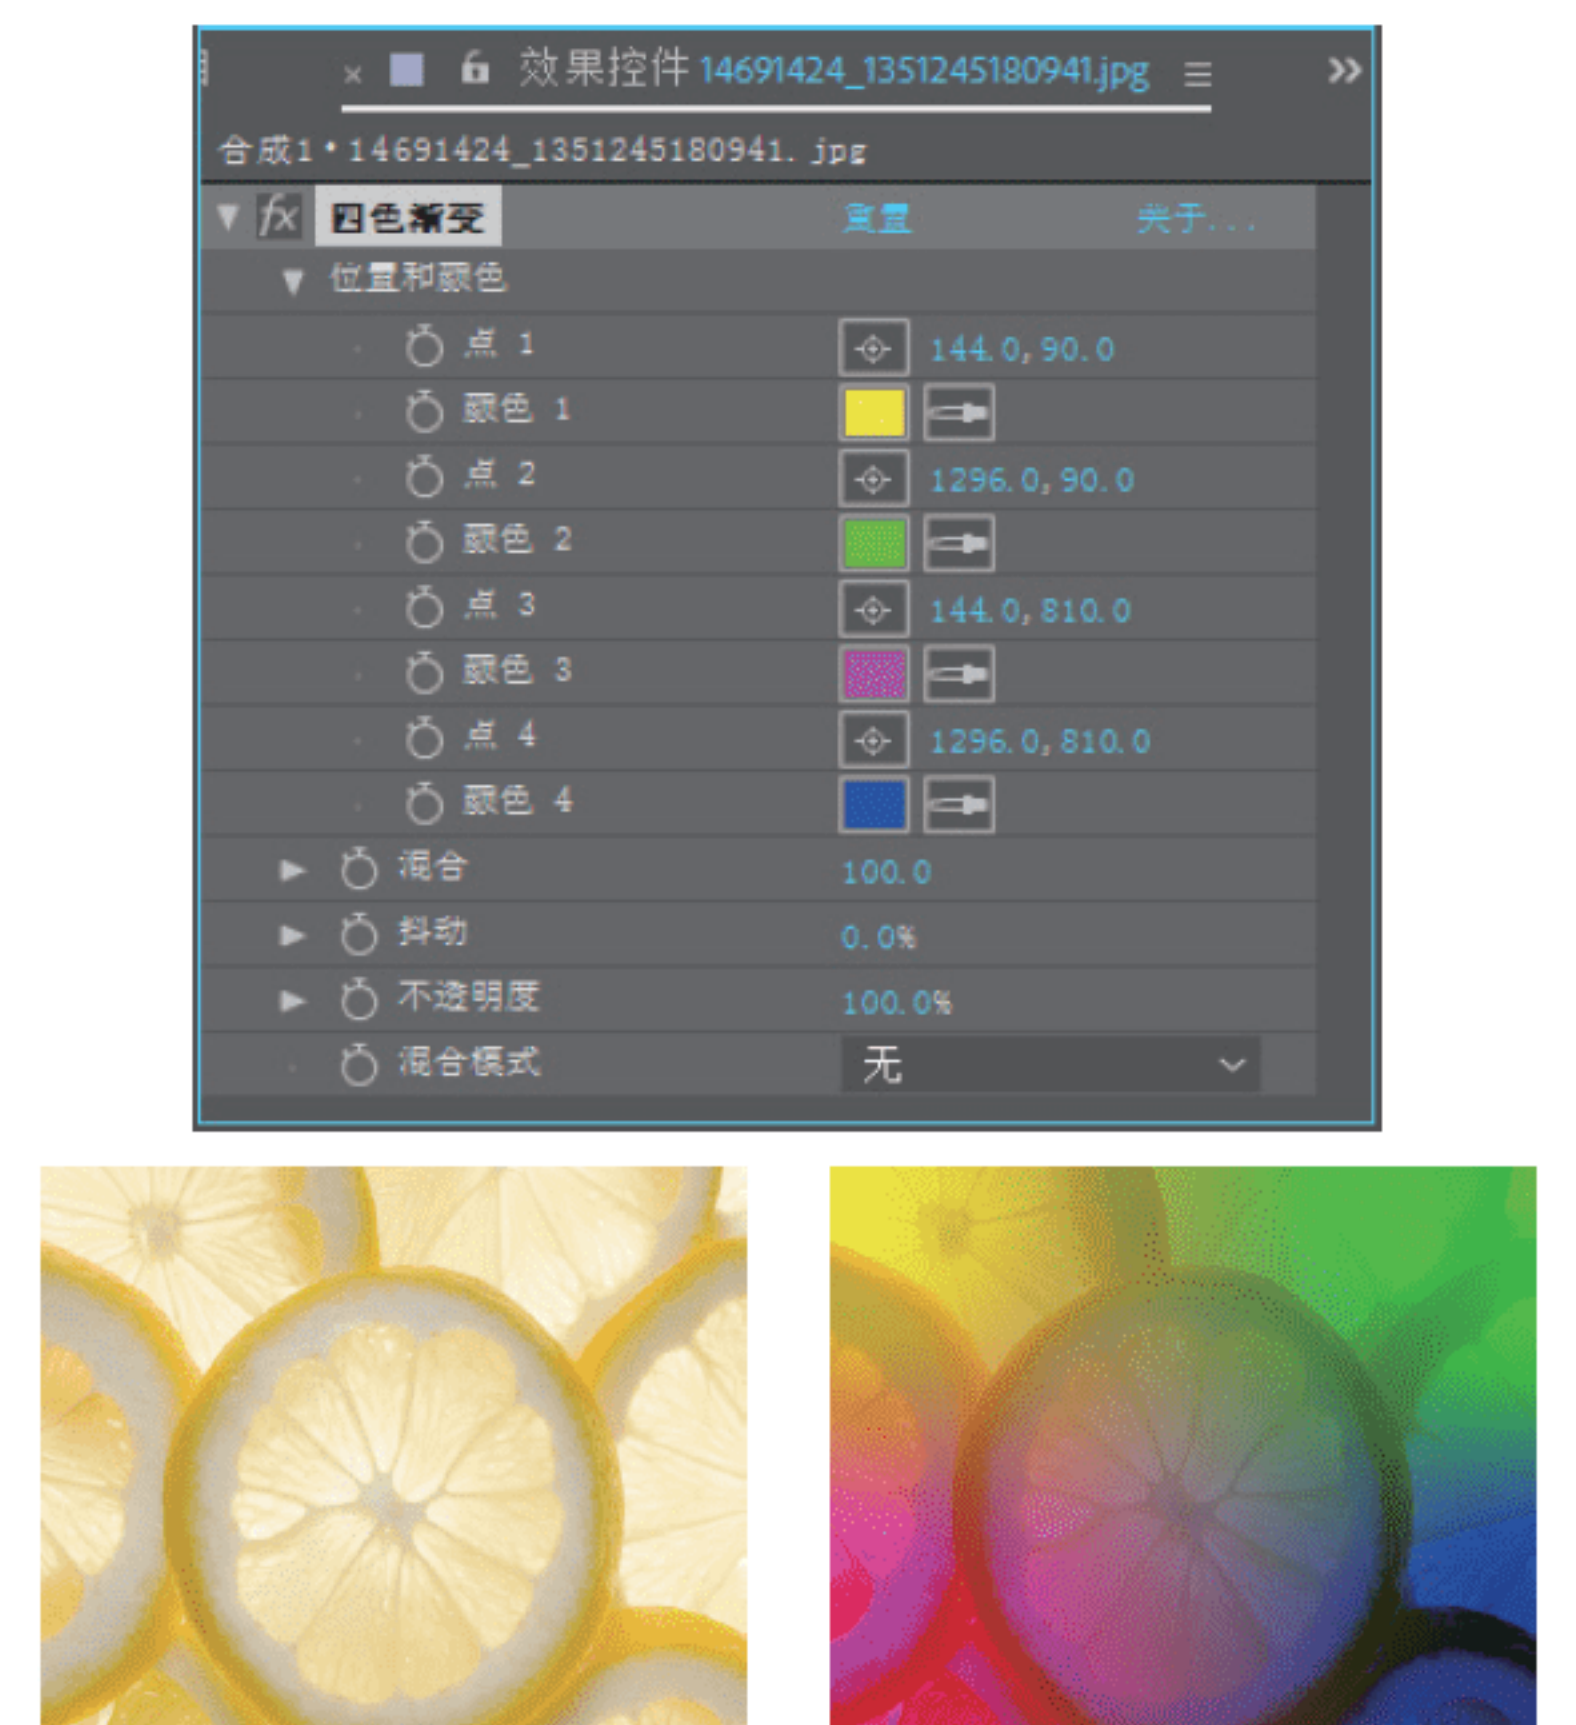 效果控件 14691424_1351245180941.jpg
合成1•14691424_1351245180941.jpg
fx 四色渐变 重置 关于...
位置和颜色
点 1 144.0,90.0
颜色 1
点 2 1296.0,90.0
颜色 2
点 3 144.0,810.0
颜色 3
点 4 1296.0,810.0
颜色 4
混合 100.0
抖动 0.0%
不透明度 100.0%
混合模式 无